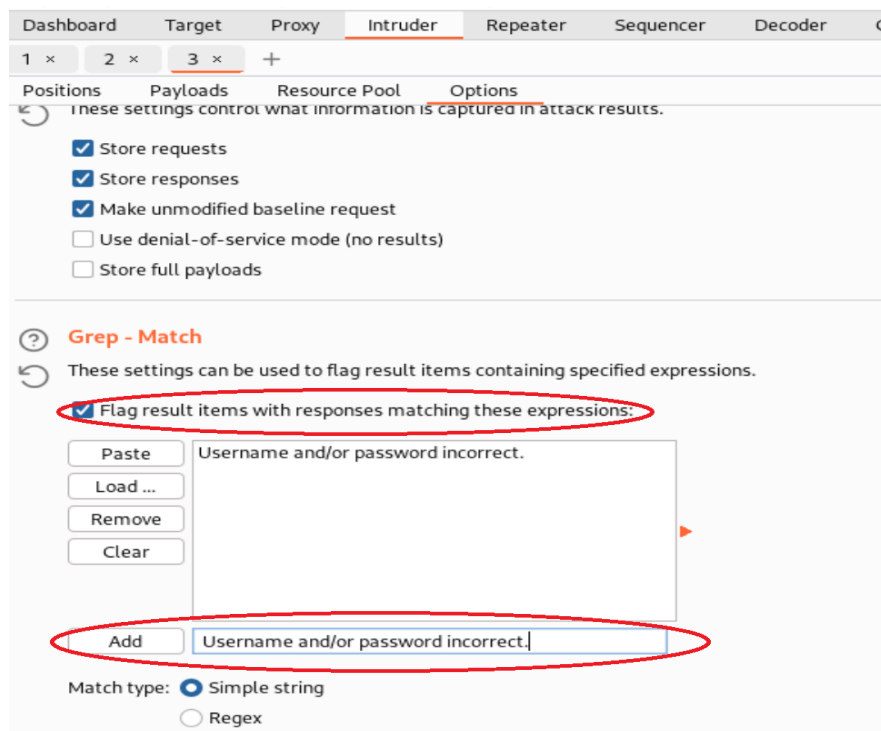 Dashboard Target Proxy Intruder Repeater Sequencer Decoder
1 × 2 × 3 × +
Positions Payloads Resource Pool Options
These settings control what information is captured in attack results.
Store requests
Store responses
Make unmodified baseline request
Use denial-of-service mode (no results)
Store full payloads
? Grep - Match
These settings can be used to flag result items containing specified expressions.
Flag result items with responses matching these expressions:
Paste Username and/or password incorrect.
Load ...
Remove
Clear
Add Username and/or password incorrect.
Match type: Simple string
Regex